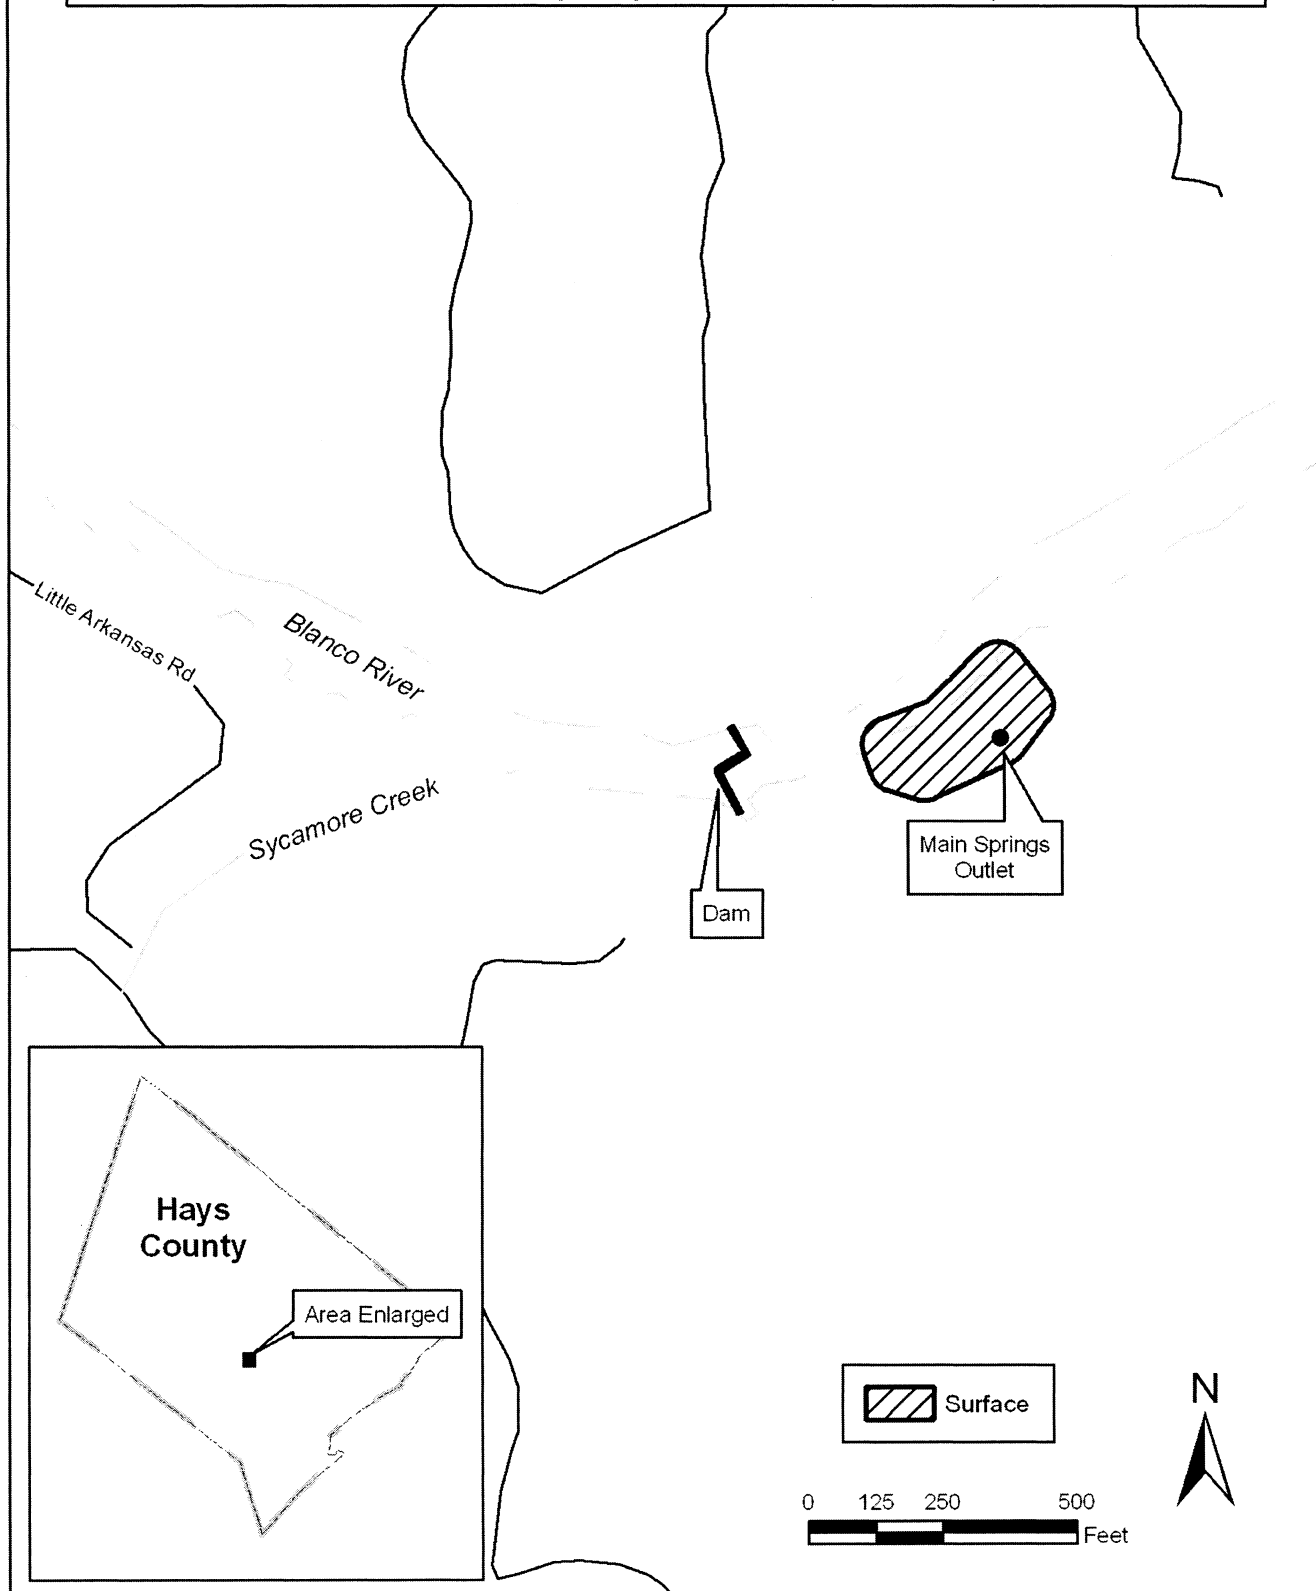 Little Arkansas Rd
Blanco River
Sycamore Creek
Main Springs
Outlet
Dam
Hays
County
Area Enlarged
Surface
N
0 125 250 500
Feet